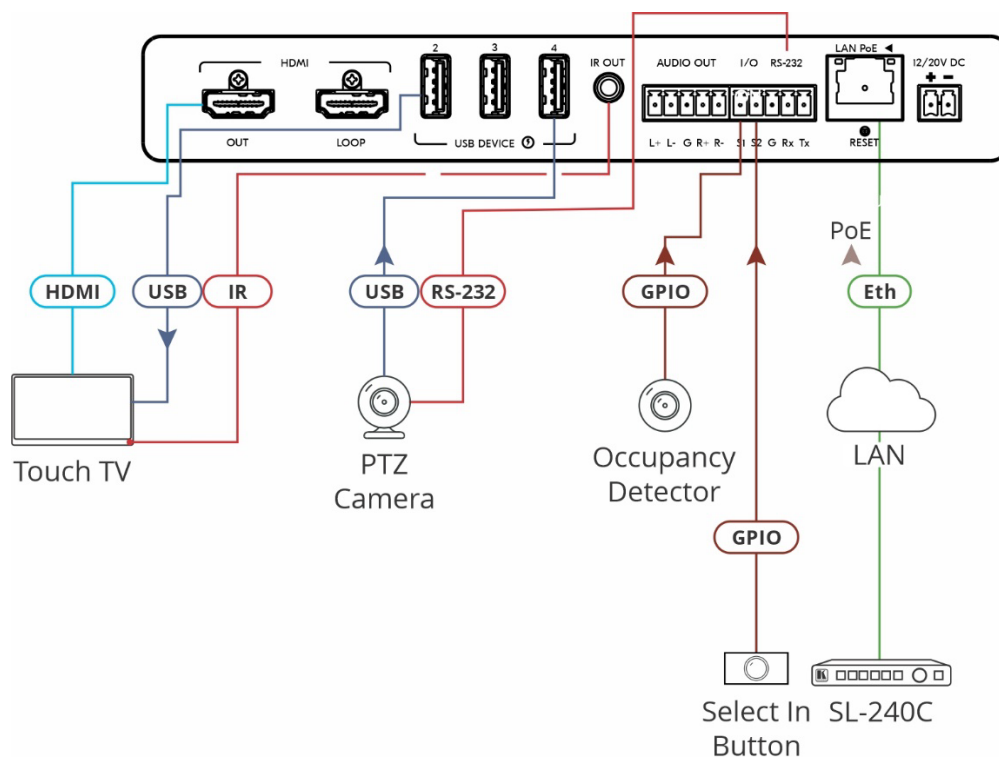 HDMI
2
3
4
IR OUT
AUDIO OUT
I/O
RS-232
LAN PoE
12/20V DC
+ -
OUT
LOOP
USB DEVICE
L+ L- G R+ R- S1 S2 G Rx Tx
RESET
PoE
HDMI
USB
IR
USB
RS-232
GPIO
Eth
Touch TV
PTZ
Camera
Occupancy
Detector
LAN
GPIO
K
Select In
Button
SL-240C